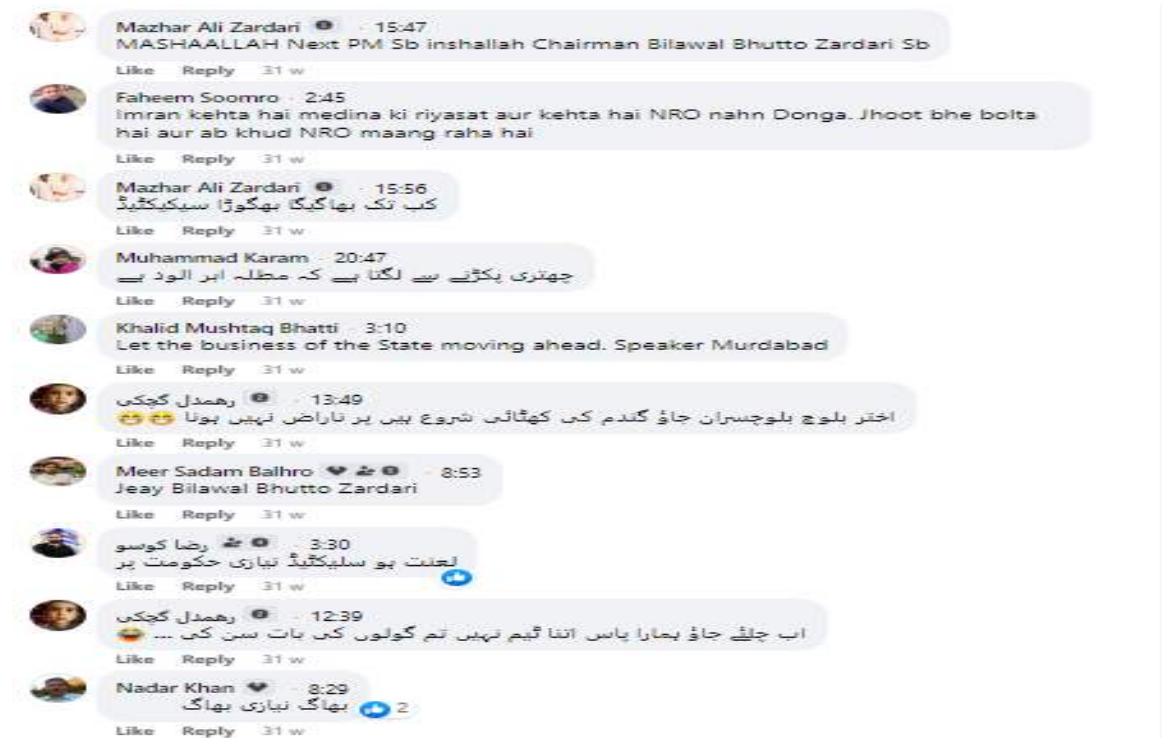 Mazhar Ali Zardari · 15:47
MASHAALLAH Next PM Sb inshallah Chairman Bilawal Bhutto Zardari Sb
Like Reply 31 w
Faheem Soomro · 2:45
Imran kehta hai medina ki riyasat aur kehta hai NRO nahn Donga. Jhoot bhe bolta
hai aur ab khud NRO maang raha hai
Like Reply 31 w
Mazhar Ali Zardari · 15:56
کب تک بھاگیگا بھگوڑا سیکیکٹیڈ
Like Reply 31 w
Muhammad Karam · 20:47
چھتری پکڑنے سے لگتا ہے کہ مطلہ ابر الود ہے
Like Reply 31 w
Khalid Mushtaq Bhatti · 3:10
Let the business of the State moving ahead. Speaker Murdabad
Like Reply 31 w
رھمدل گچکی · 13:49
اختر بلوچ بلوچسران جاؤ گندم کی کھٹائی شروع ہیں پر ناراض نہیں ہونا 😁😁
Like Reply 31 w
Meer Sadam Balhro · 8:53
Jeay Bilawal Bhutto Zardari
Like Reply 31 w
رضا کوسو · 3:30
لعنت ہو سلیکٹیڈ نیازی حکومت پر
Like Reply 31 w
رھمدل گچکی · 12:39
اب چلئے جاؤ ہمارا پاس اتنا ٹیم نہیں تم گولوں کی بات سن کی ... 😂
Like Reply 31 w
Nadar Khan · 8:29
بھاگ نیازی بھاگ 2
Like Reply 31 w